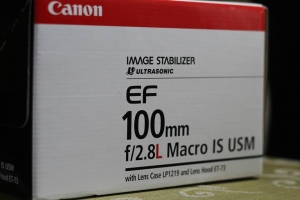 Canon
IMAGE STABILIZER
ULTRASONIC
EF
100mm
f/2.8L Macro IS USM
with Lens Case LP1219 and Lens Hood ET-73